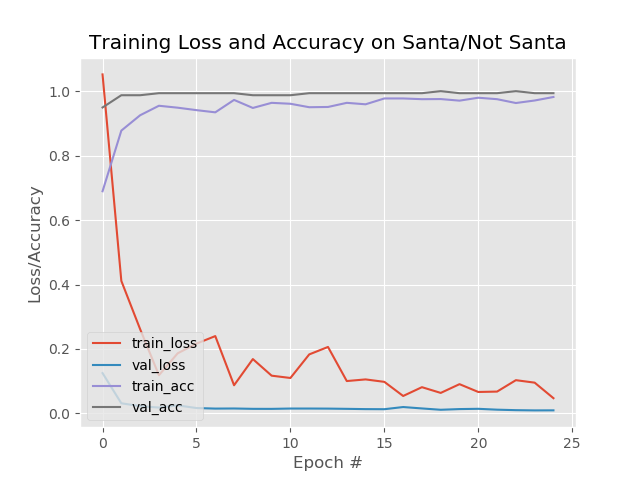 Training Loss and Accuracy on Santa/Not Santa
1.0
0.8
0.6
0.4
0.2
0.0
Loss/Accuracy
train_loss
val_loss
train_acc
val_acc
0 5 10 15 20 25
Epoch #